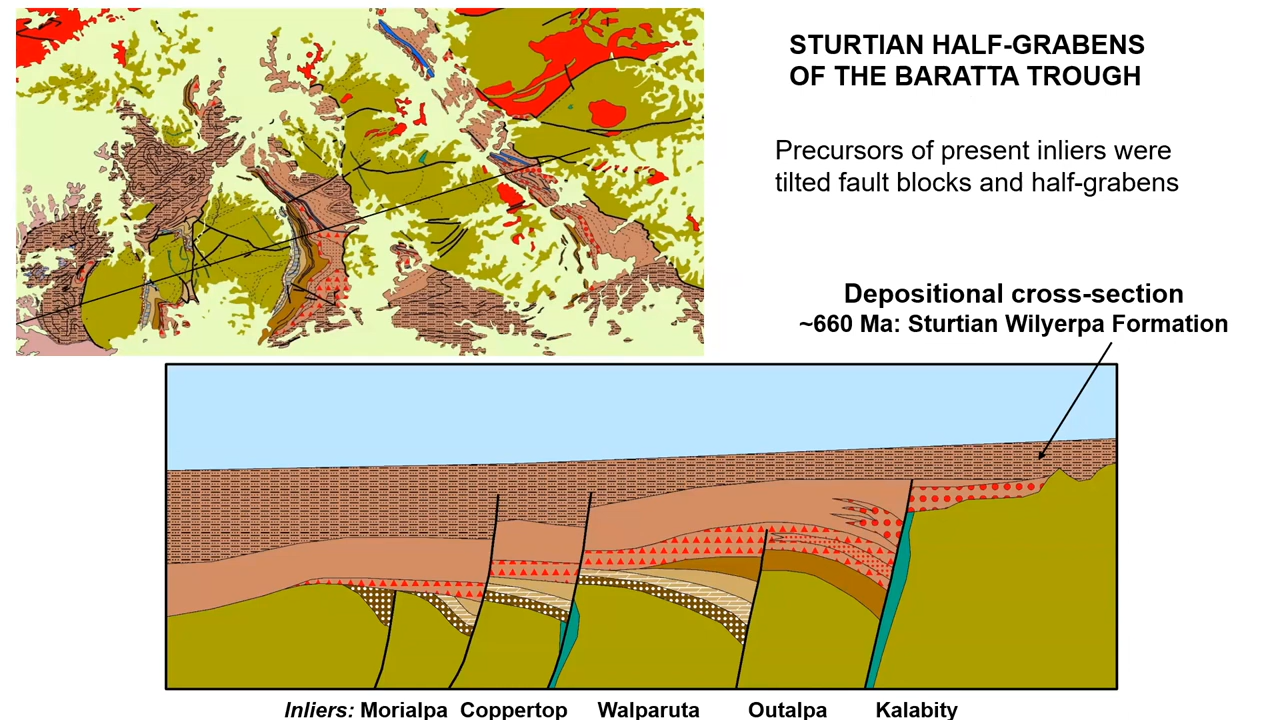 STURTIAN HALF-GRABENS
OF THE BARATTA TROUGH
Precursors of present inliers were
tilted fault blocks and half-grabens
Depositional cross-section
~660 Ma: Sturtian Wilyerpa Formation
Inliers: Morialpa Coppertop Walparuta Outalpa Kalabity